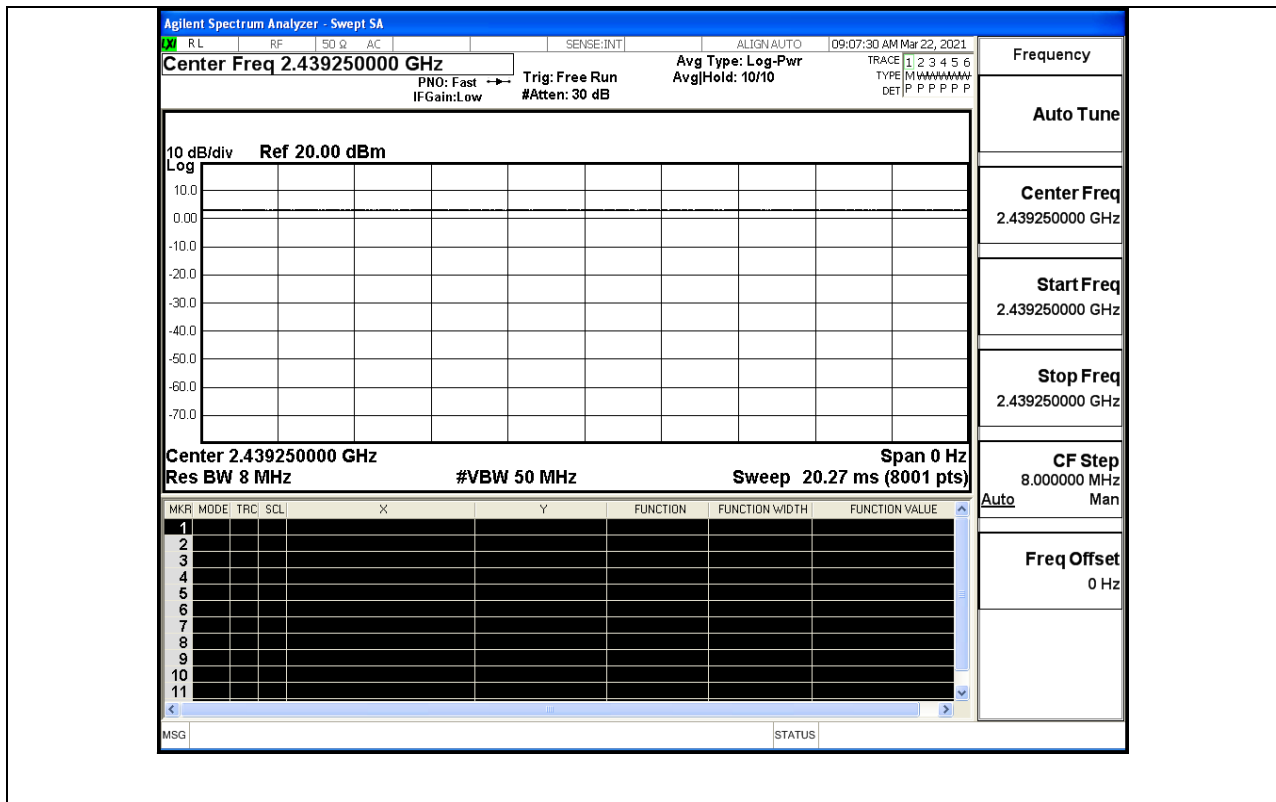 Agilent Spectrum Analyzer - Swept SA
LXI RL RF 50 Ω AC SENSE:INT ALIGN AUTO 09:07:30 AM Mar 22, 2021
Center Freq 2.439250000 GHz
PNO: Fast
IFGain:Low
Trig: Free Run
#Atten: 30 dB
Avg Type: Log-Pwr
Avg|Hold: 10/10
TRACE 1 2 3 4 5 6
TYPE M WWWWW
DET P P P P P P
10 dB/div Ref 20.00 dBm
Log
10.0
0.00
-10.0
-20.0
-30.0
-40.0
-50.0
-60.0
-70.0
Center 2.439250000 GHz Span 0 Hz
Res BW 8 MHz #VBW 50 MHz Sweep 20.27 ms (8001 pts)
MKR MODE TRC SCL X Y FUNCTION FUNCTION WIDTH FUNCTION VALUE
1
2
3
4
5
6
7
8
9
10
11
MSG STATUS
Frequency
Auto Tune
Center Freq
2.439250000 GHz
Start Freq
2.439250000 GHz
Stop Freq
2.439250000 GHz
CF Step
8.000000 MHz
Auto Man
Freq Offset
0 Hz